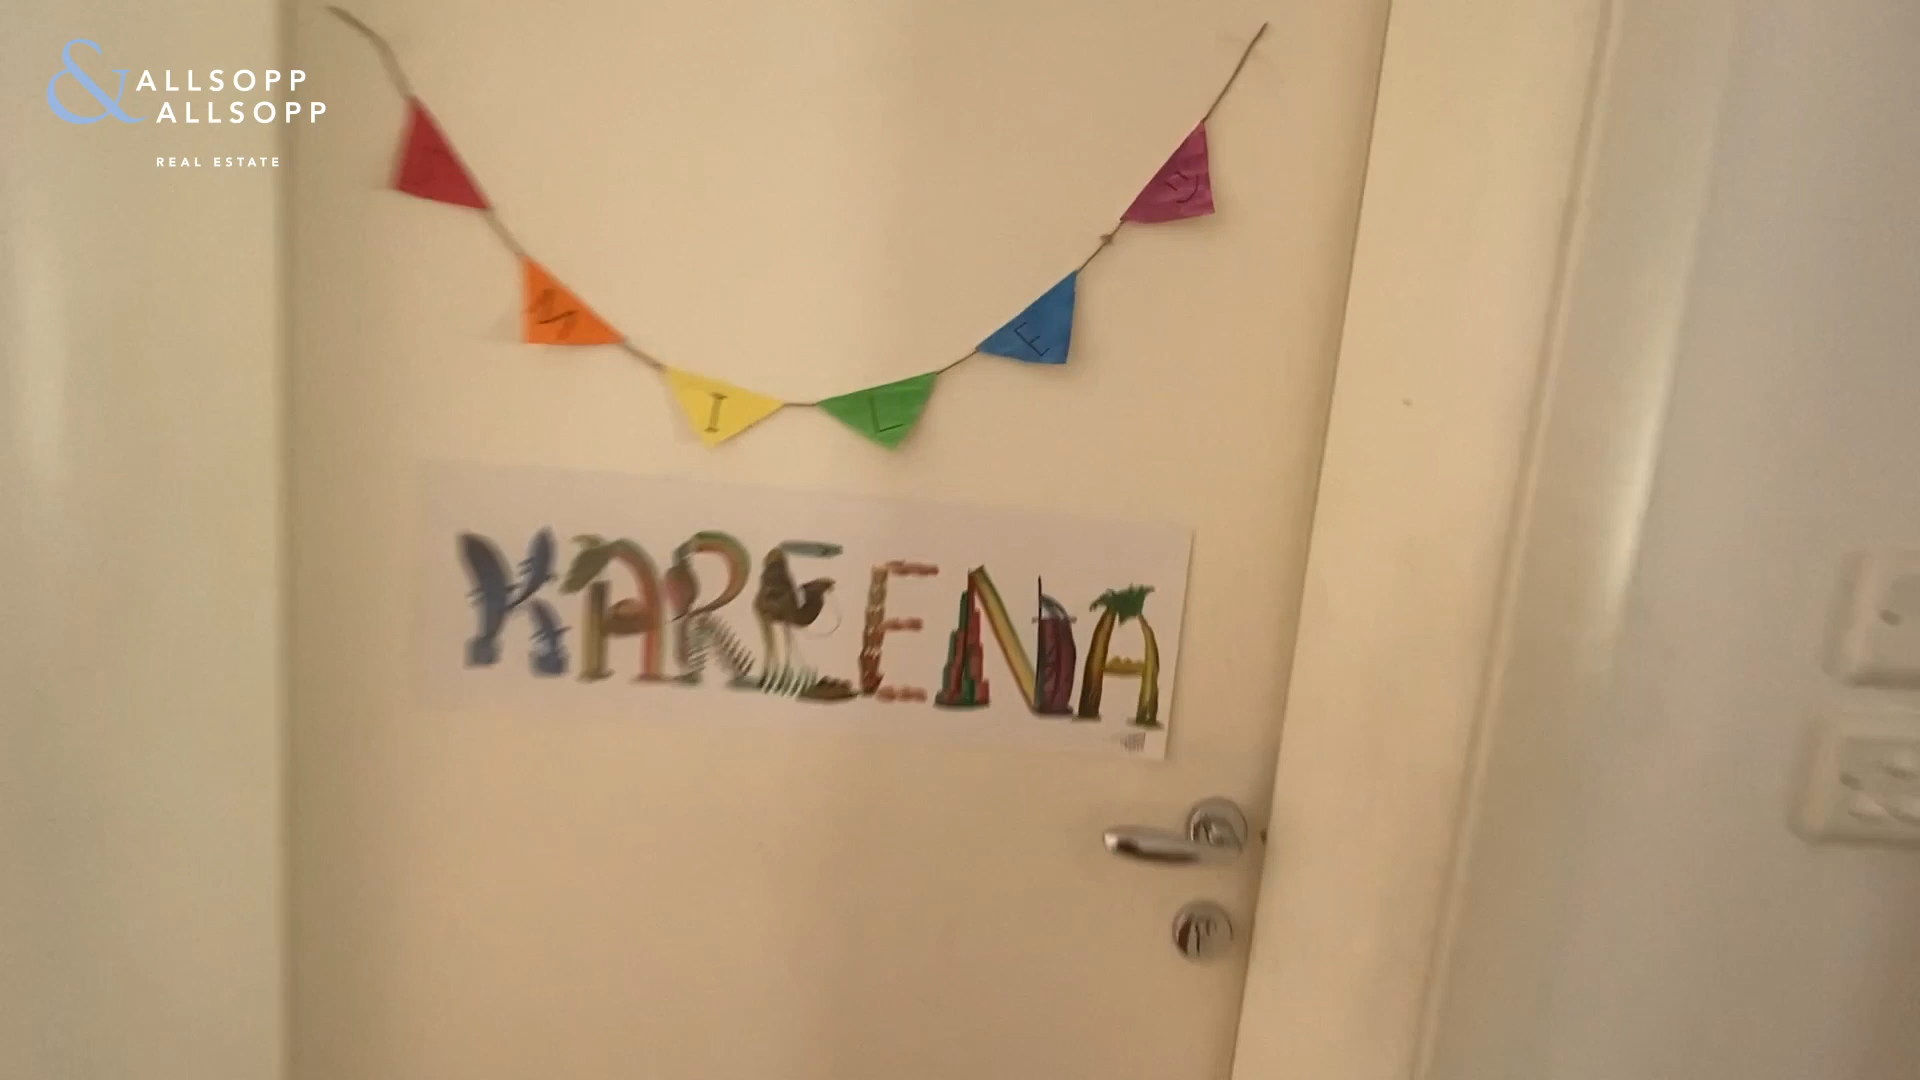 & ALLSOPP
ALLSOPP
REAL ESTATE
S M I L E
KAREENA